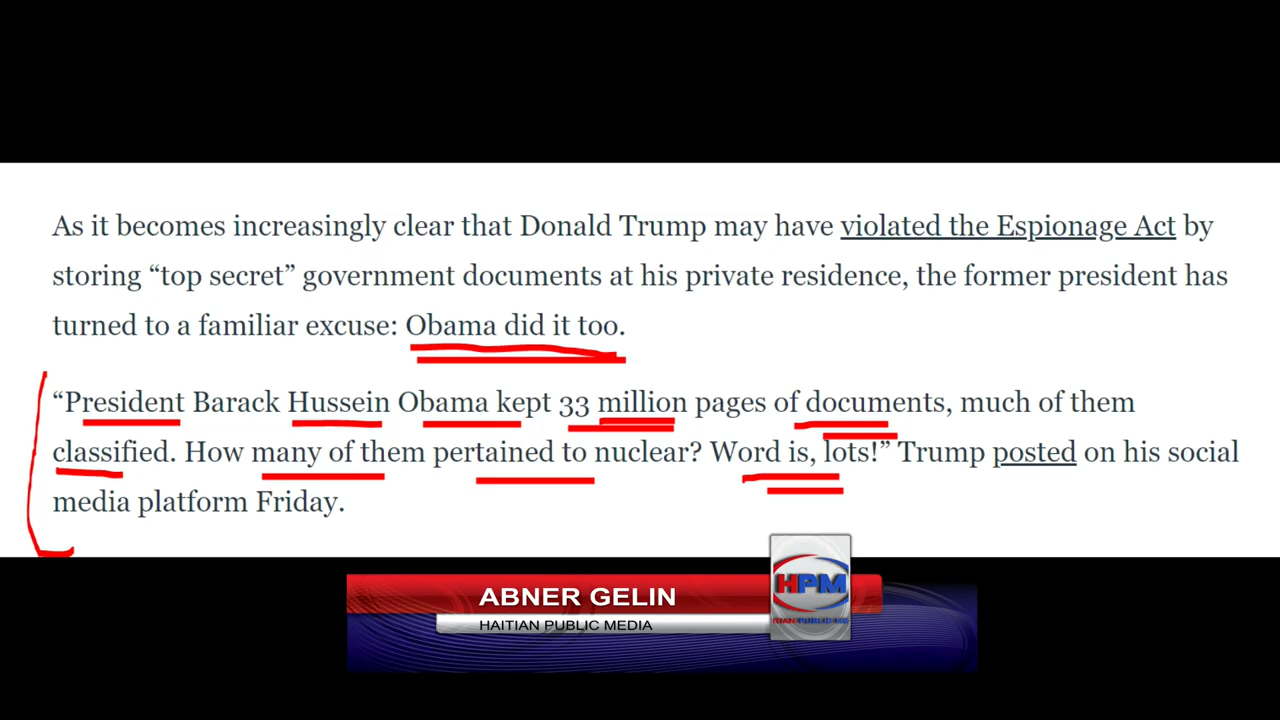 As it becomes increasingly clear that Donald Trump may have violated the Espionage Act by
storing “top secret” government documents at his private residence, the former president has
turned to a familiar excuse: Obama did it too.
“President Barack Hussein Obama kept 33 million pages of documents, much of them
classified. How many of them pertained to nuclear? Word is, lots!” Trump posted on his social
media platform Friday.
HPM
ABNER GELIN
HAITIAN PUBLIC MEDIA